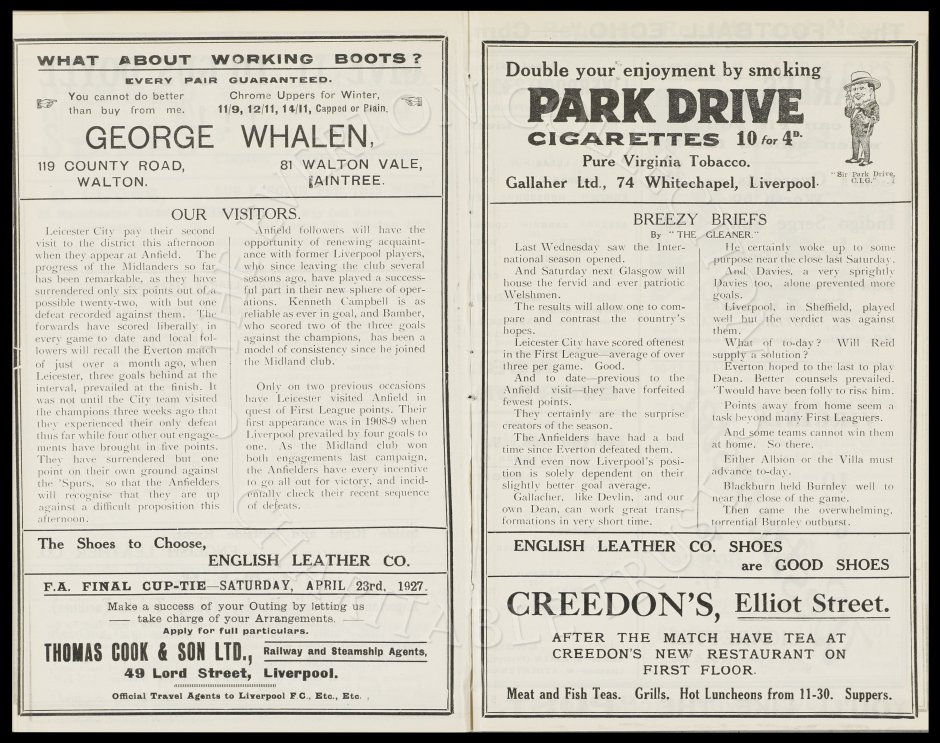 WHAT ABOUT WORKING BOOTS?
EVERY PAIR GUARANTEED.
You cannot do better
than buy from me.
Chrome Uppers for Winter,
11/9, 12/11, 14/11, Capped or Plain.
GEORGE WHALEN,
119 COUNTY ROAD,
WALTON.
81 WALTON VALE,
AINTREE.
OUR VISITORS.
Leicester City pay their second
visit to the district this afternoon
when they appear at Anfield. The
progress of the Midlanders so far
has been remarkable, as they have
surrendered only six points out of a
possible twenty-two, with but one
defeat recorded against them. The
forwards have scored liberally in
every game to date and local fol-
lowers will recall the Everton match
of just over a month ago, when
Leicester, three goals behind at the
interval, prevailed at the finish. It
was not until the City team visited
the champions three weeks ago that
they experienced their only defeat
thus far while four other out engage-
ments have brought in five points.
They have surrendered but one
point on their own ground against
the 'Spurs, so that the Anfielders
will recognise that they are up
against a difficult proposition this
afternoon.
Anfield followers will have the
opportunity of renewing acquaint-
ance with former Liverpool players,
who since leaving the club several
seasons ago, have played a success-
ful part in their new sphere of oper-
ations. Kenneth Campbell is as
reliable as ever in goal, and Bamber,
who scored two of the three goals
against the champions, has been a
model of consistency since he joined
the Midland club.
Only on two previous occasions
have Leicester visited Anfield in
quest of First League points. Their
first appearance was in 1908-9 when
Liverpool prevailed by four goals to
one. As the Midland club won
both engagements last campaign,
the Anfielders have every incentive
to go all out for victory, and incid-
entally check their recent sequence
of defeats.
The Shoes to Choose,
ENGLISH LEATHER CO.
F.A. FINAL CUP-TIE—SATURDAY, APRIL 23rd, 1927.
Make a success of your Outing by letting us
— take charge of your Arrangements. —
Apply for full particulars.
THOMAS COOK & SON LTD., Railway and Steamship Agents,
49 Lord Street, Liverpool.
Official Travel Agents to Liverpool F.C., Etc., Etc.
Double your enjoyment by smoking
PARK DRIVE
CIGARETTES 10 for 4D.
Pure Virginia Tobacco.
Gallaher Ltd., 74 Whitechapel, Liverpool.
"Sir Park Drive,
C.I.G."
BREEZY BRIEFS
By "THE GLEANER."
Last Wednesday saw the Inter-
national season opened.
And Saturday next Glasgow will
house the fervid and ever patriotic
Welshmen.
The results will allow one to com-
pare and contrast the country's
hopes.
Leicester City have scored oftenest
in the First League—average of over
three per game. Good.
And to date—previous to the
Anfield visit—they have forfeited
fewest points.
They certainly are the surprise
creators of the season.
The Anfielders have had a bad
time since Everton defeated them.
And even now Liverpool's posi-
tion is solely dependent on their
slightly better goal average.
Gallacher, like Devlin, and our
own Dean, can work great trans-
formations in very short time.
He certainly woke up to some
purpose near the close last Saturday.
And Davies, a very sprightly
Davies too, alone prevented more
goals.
Liverpool, in Sheffield, played
well but the verdict was against
them.
What of to-day? Will Reid
supply a solution?
Everton hoped to the last to play
Dean. Better counsels prevailed.
'Twould have been folly to risk him.
Points away from home seem a
task beyond many First Leaguers.
And some teams cannot win them
at home. So there.
Either Albion or the Villa must
advance to-day.
Blackburn held Burnley well to
near the close of the game.
Then came the overwhelming,
torrential Burnley outburst.
ENGLISH LEATHER CO. SHOES
are GOOD SHOES
CREEDON'S, Elliot Street.
AFTER THE MATCH HAVE TEA AT
CREEDON'S NEW RESTAURANT ON
FIRST FLOOR.
Meat and Fish Teas. Grills. Hot Luncheons from 11-30. Suppers.